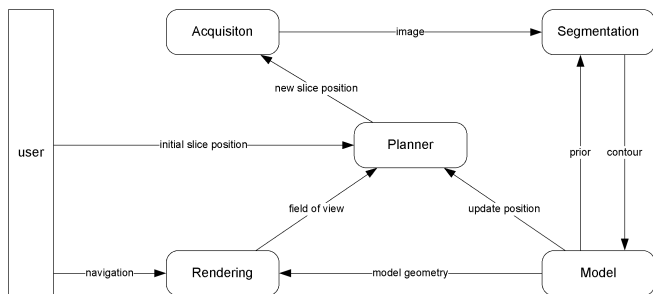 Acquisiton
image
Segmentation
new slice position
user
initial slice position
Planner
prior
contour
field of view
update position
navigation
Rendering
model geometry
Model